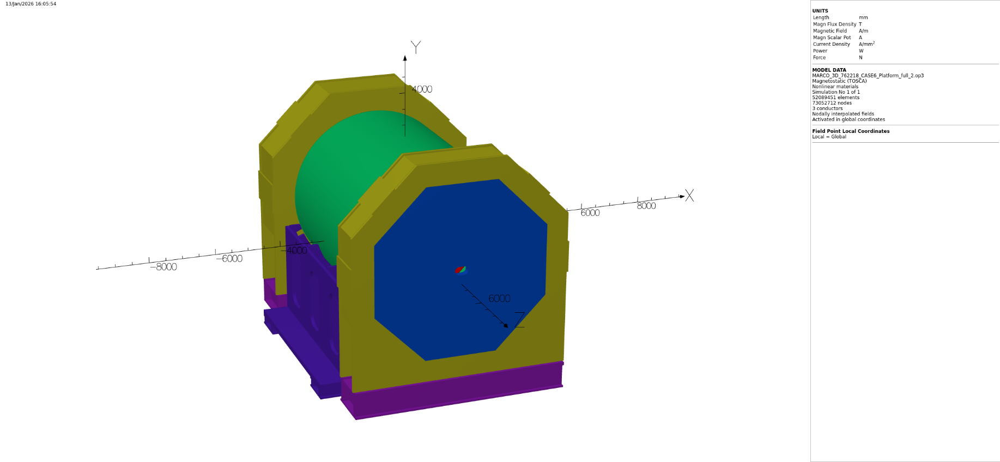 13/Jan/2026 16:05:54
UNITS
Length mm
Magn Flux Density T
Magnetic Field A/m
Magn Scalar Pot A
Current Density A/mm²
Power W
Force N
MODEL DATA
MARCO_3D_762218_CASE6_Platform_full_2.op3
Magnetostatic (TOSCA)
Nonlinear materials
Simulation No 1 of 1
52089451 elements
73052712 nodes
3 conductors
Nodally interpolated fields
Activated in global coordinates
Field Point Local Coordinates
Local = Global
Y
4000
X
8000
6000
−4000
−6000
−8000
6000
Z